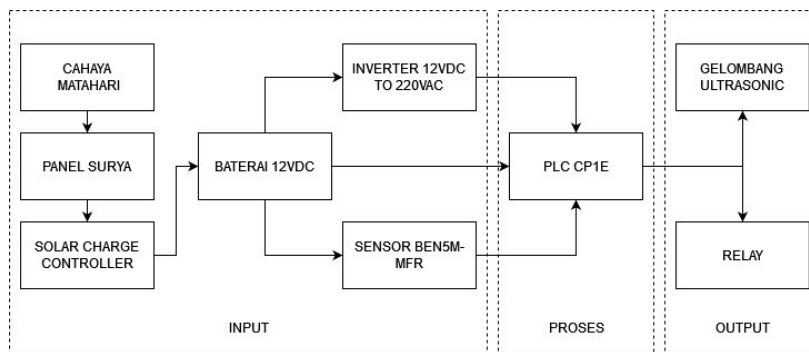 CAHAYA
MATAHARI
PANEL SURYA
SOLAR CHARGE
CONTROLLER
BATERAI 12VDC
INVERTER 12VDC
TO 220VAC
SENSOR BEN5M-
MFR
INPUT
PLC CP1E
PROSES
GELOMBANG
ULTRASONIC
RELAY
OUTPUT